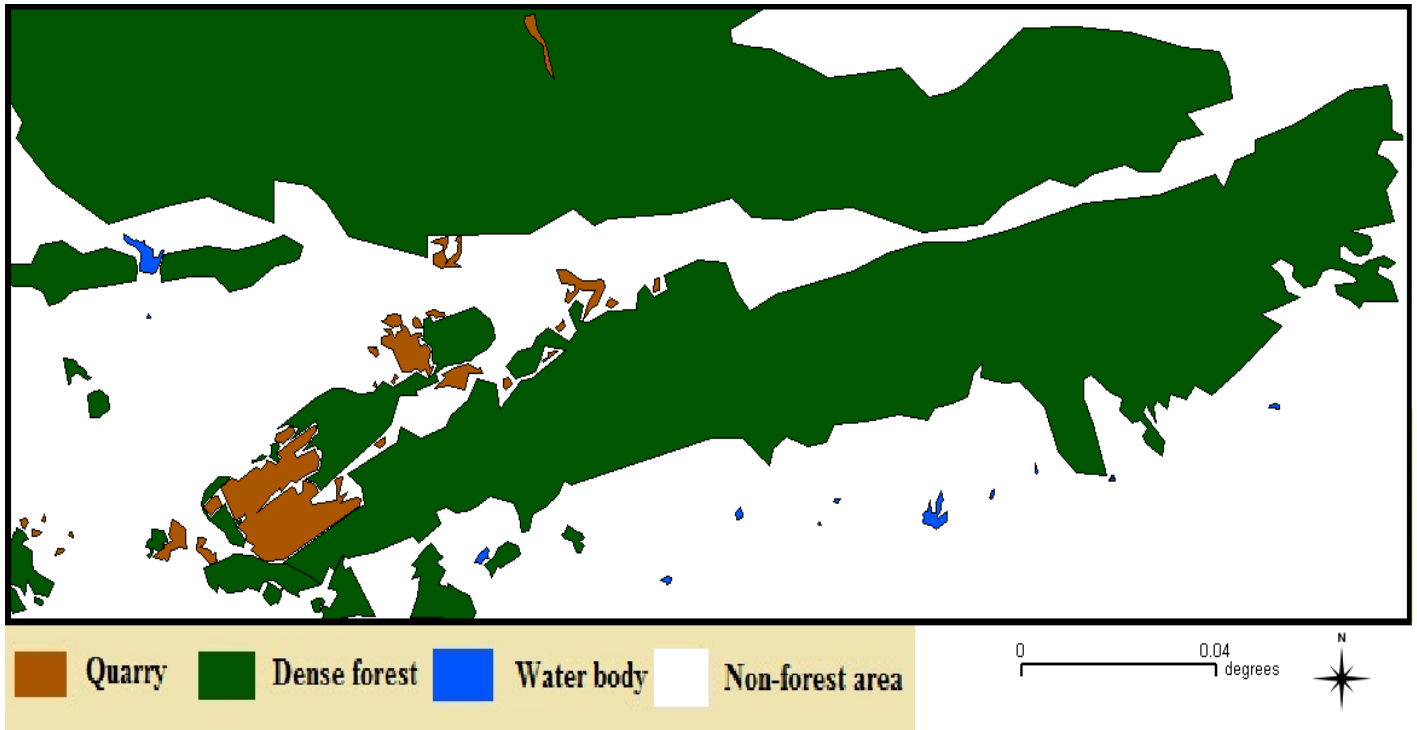 Quarry
Dense forest
Water body
Non-forest area
0 0.04
degrees
N